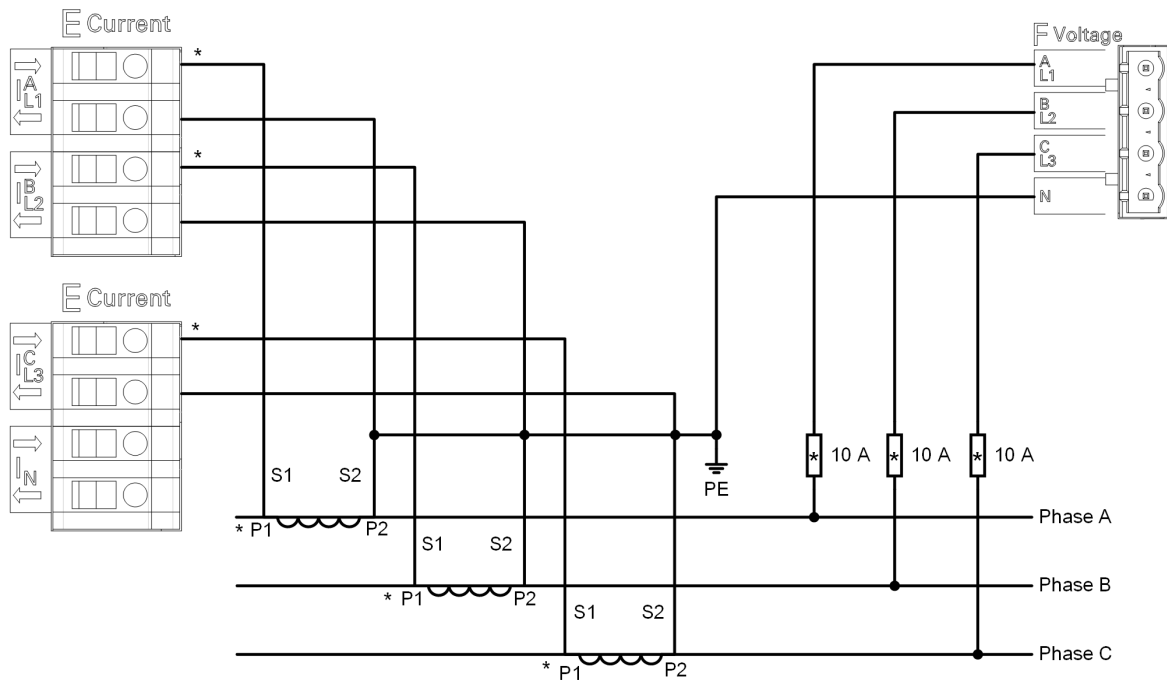 E Current
*
I A L1
*
I B L2
E Current
*
I C L3
I N
F Voltage
A L1
B L2
C L3
N
* 10 A
* 10 A
* 10 A
PE
S1 S2
* P1 P2
Phase A
S1 S2
* P1 P2
Phase B
S1 S2
* P1 P2
Phase C